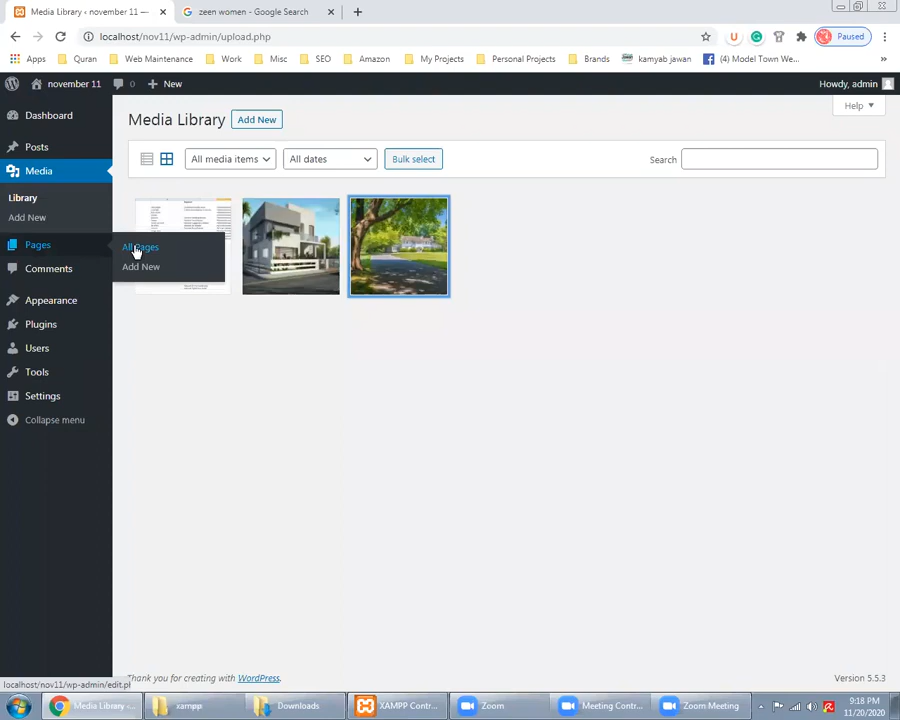 Media Library ‹ november 11 —
zeen women - Google Search
localhost/nov11/wp-admin/upload.php
Paused
Apps
Quran
Web Maintenance
Work
Misc
SEO
Amazon
My Projects
Personal Projects
Brands
kamyab jawan
(4) Model Town We...
november 11
0
New
Howdy, admin
Dashboard
Posts
Media
Library
Add New
Pages
Comments
Appearance
Plugins
Users
Tools
Settings
Collapse menu
All Pages
Add New
Media Library
Add New
Help
All media items
All dates
Bulk select
Search
Thank you for creating with WordPress.
Version 5.5.3
localhost/nov11/wp-admin/edit.ph
Media Library ‹...
xampp
Downloads
XAMPP Contr...
Zoom
Meeting Contr...
Zoom Meeting
9:18 PM
11/20/2020